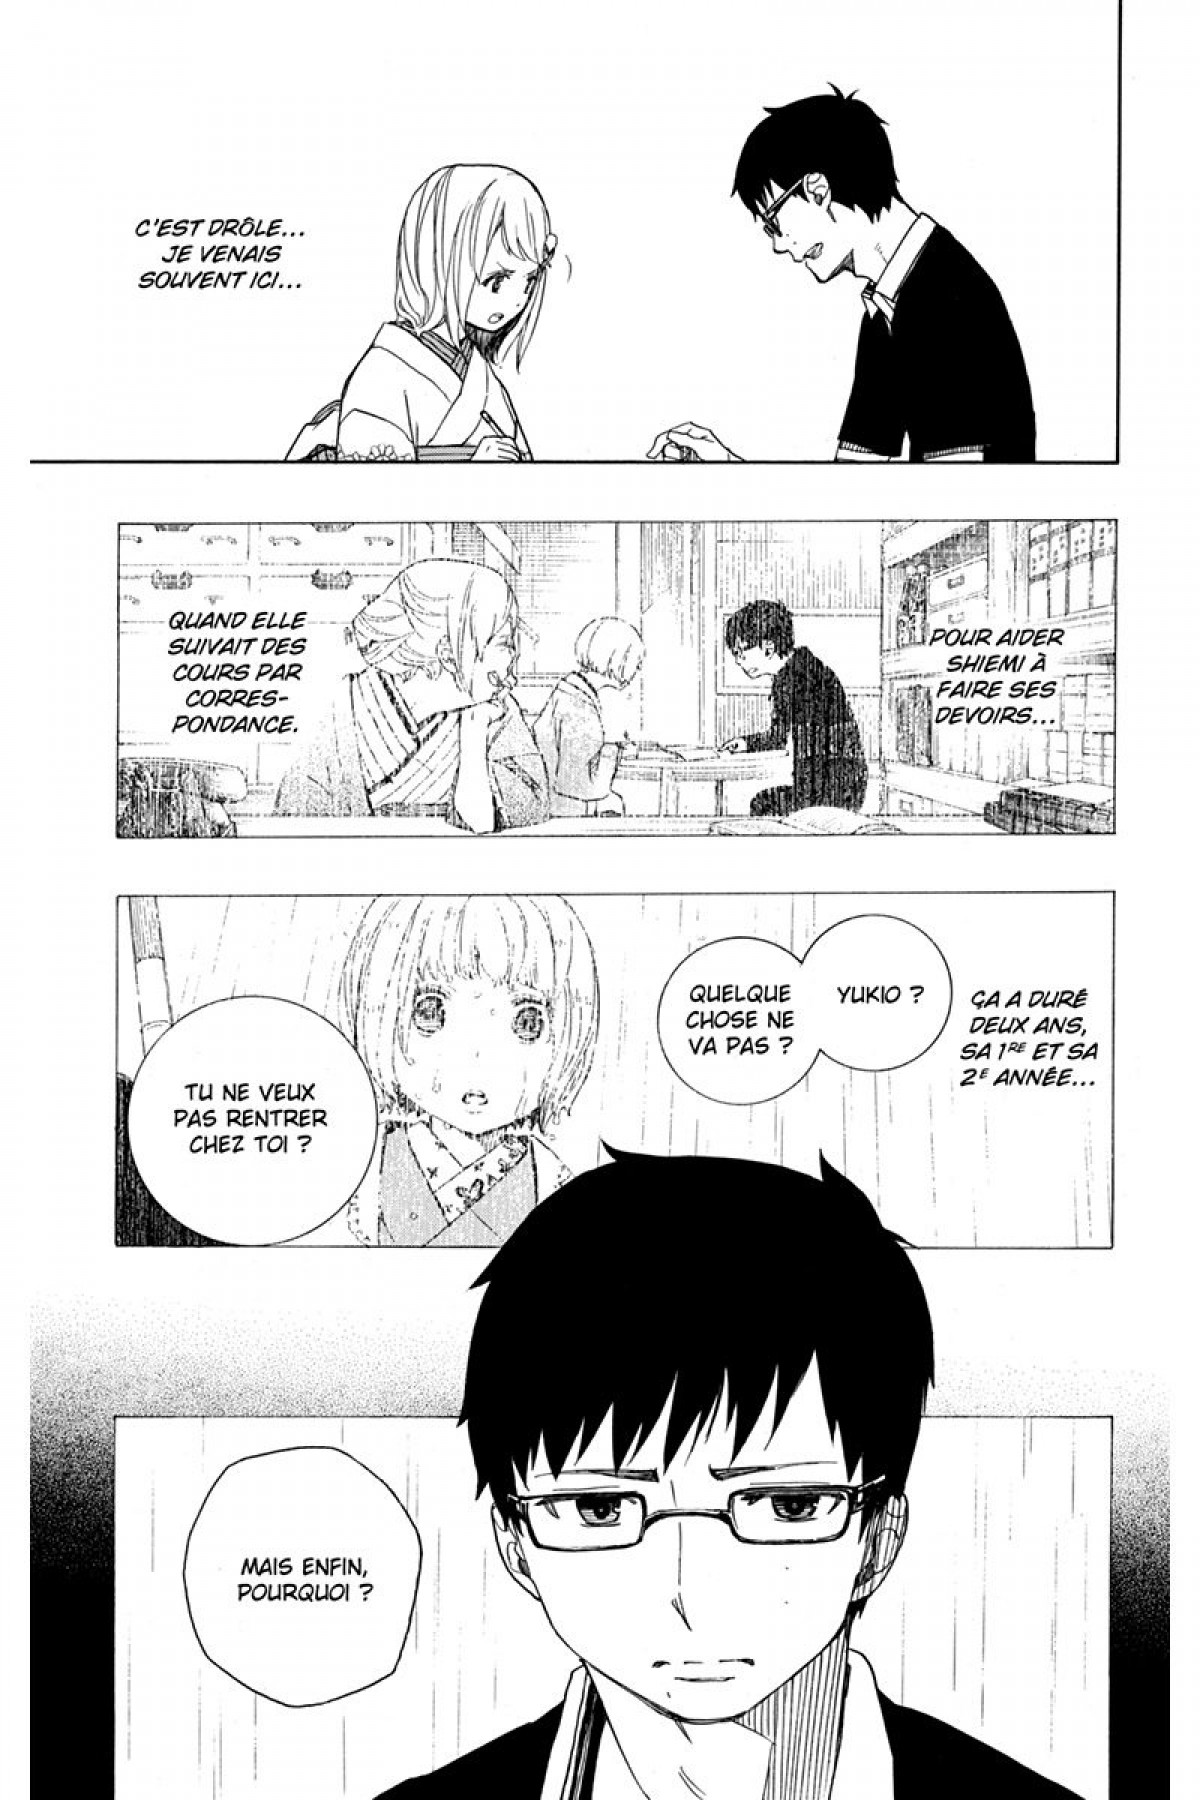 C'EST DRÔLE...
JE VENAIS
SOUVENT ICI...
POUR AIDER
SHIEMI À
FAIRE SES
DEVOIRS...
QUAND ELLE
SUIVAIT DES
COURS PAR
CORRES-
PONDANCE.
ÇA A DURÉ
DEUX ANS,
SA 1RE ET SA
2E ANNÉE...
YUKIO ?
QUELQUE
CHOSE NE
VA PAS ?
TU NE VEUX
PAS RENTRER
CHEZ TOI ?
MAIS ENFIN,
POURQUOI ?